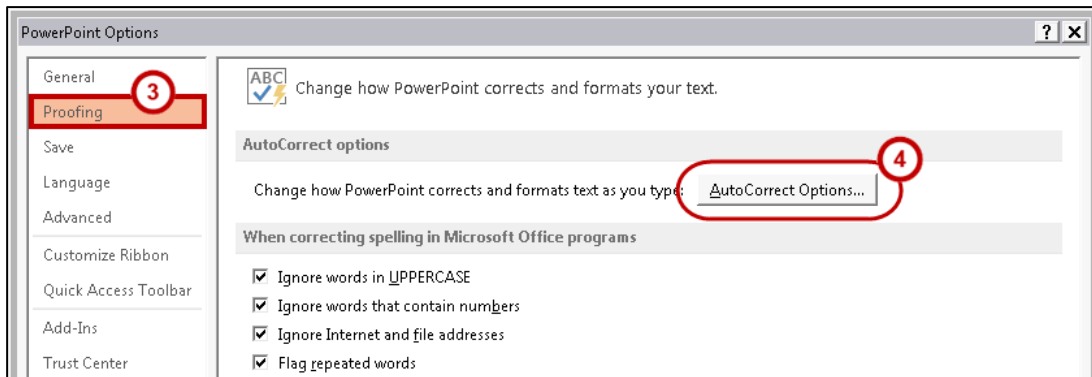 PowerPoint Options
? X
General
3
Proofing
Save
Language
Advanced
Customize Ribbon
Quick Access Toolbar
Add-Ins
Trust Center
ABC
Change how PowerPoint corrects and formats your text.
AutoCorrect options
4
Change how PowerPoint corrects and formats text as you type: AutoCorrect Options...
When correcting spelling in Microsoft Office programs
Ignore words in UPPERCASE
Ignore words that contain numbers
Ignore Internet and file addresses
Flag repeated words